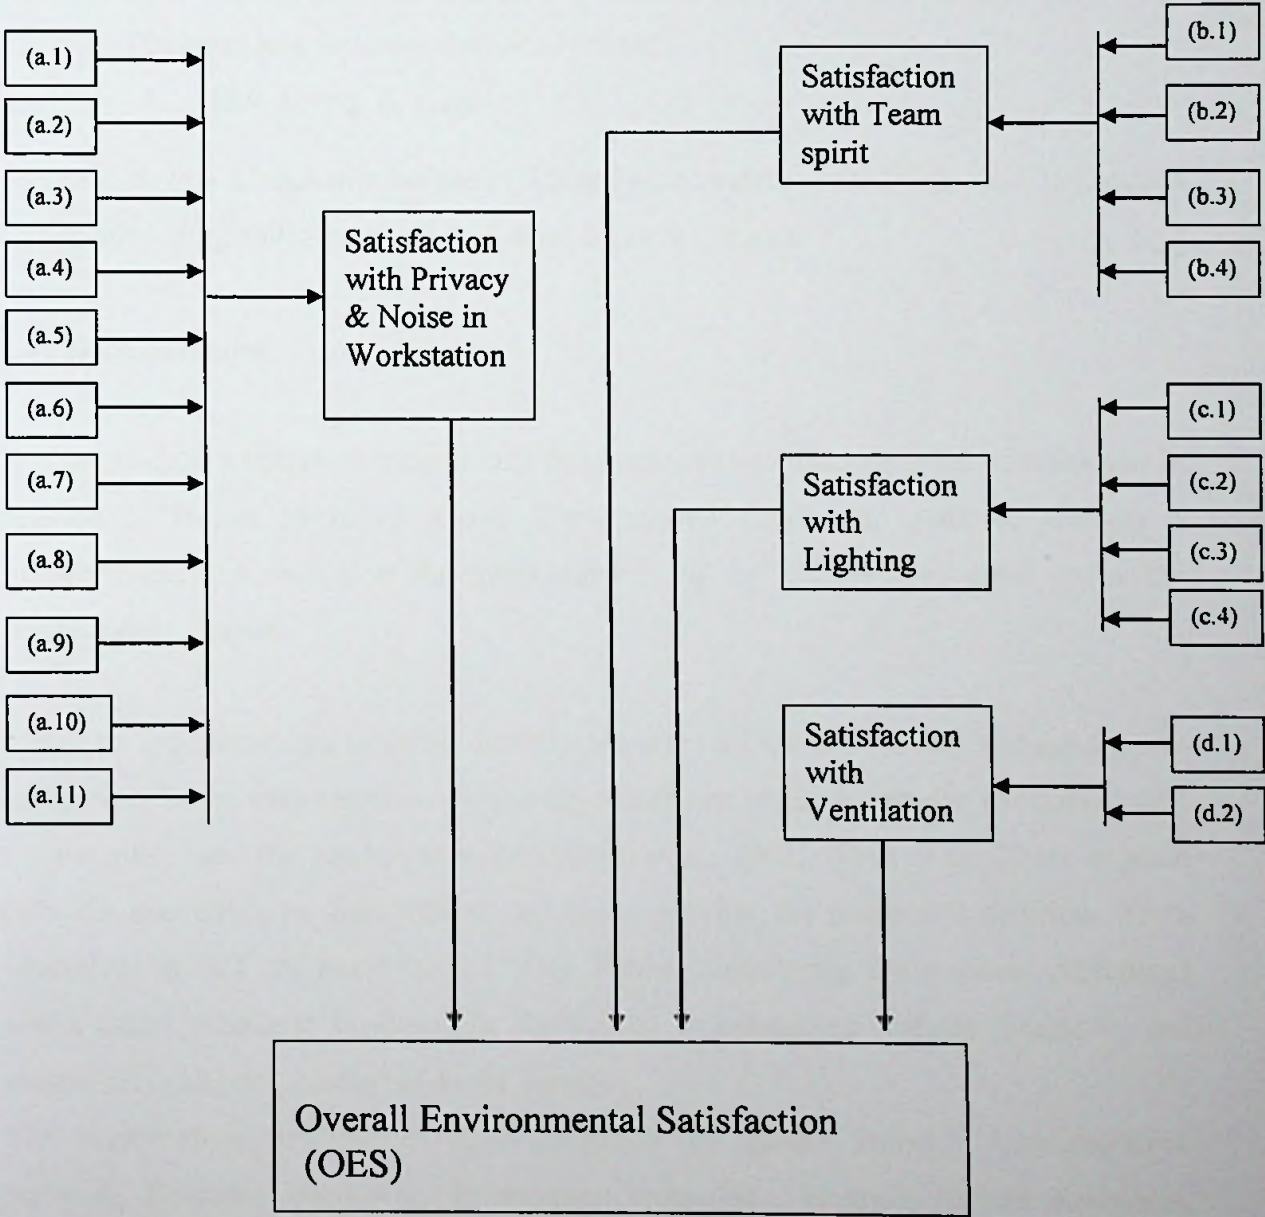 (a.1)
(a.2)
(a.3)
(a.4)
(a.5)
(a.6)
(a.7)
(a.8)
(a.9)
(a.10)
(a.11)
Satisfaction
with Privacy
& Noise in
Workstation
Satisfaction
with Team
spirit
(b.1)
(b.2)
(b.3)
(b.4)
Satisfaction
with
Lighting
(c.1)
(c.2)
(c.3)
(c.4)
Satisfaction
with
Ventilation
(d.1)
(d.2)
Overall Environmental Satisfaction
(OES)